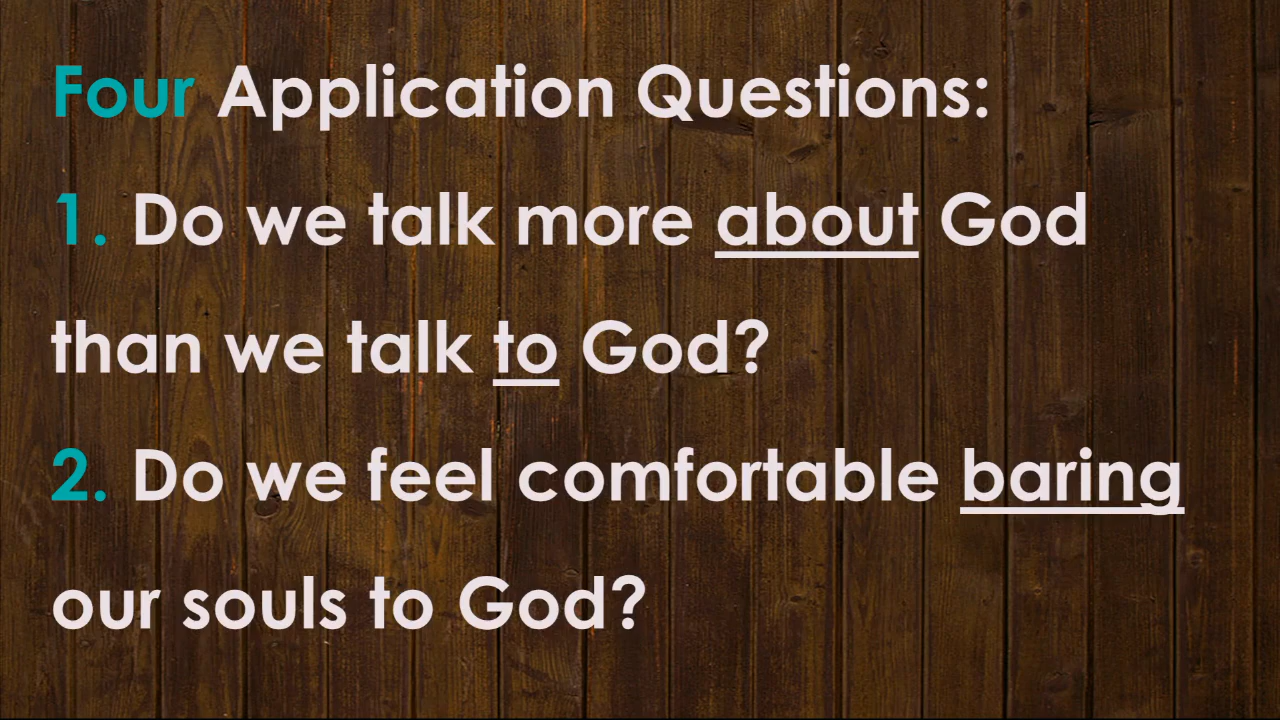 Four Application Questions:
1. Do we talk more about God
than we talk to God?
2. Do we feel comfortable baring
our souls to God?